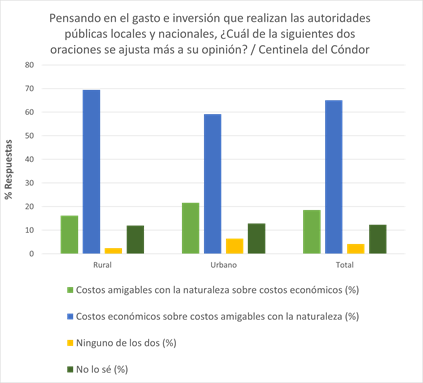 Pensando en el gasto e inversión que realizan las autoridades
públicas locales y nacionales, ¿Cuál de la siguientes dos
oraciones se ajusta más a su opinión? / Centinela del Cóndor
% Respuestas
80
70
60
50
40
30
20
10
0
Rural Urbano Total
Costos amigables con la naturaleza sobre costos económicos (%)
Costos económicos sobre costos amigables con la naturaleza (%)
Ninguno de los dos (%)
No lo sé (%)